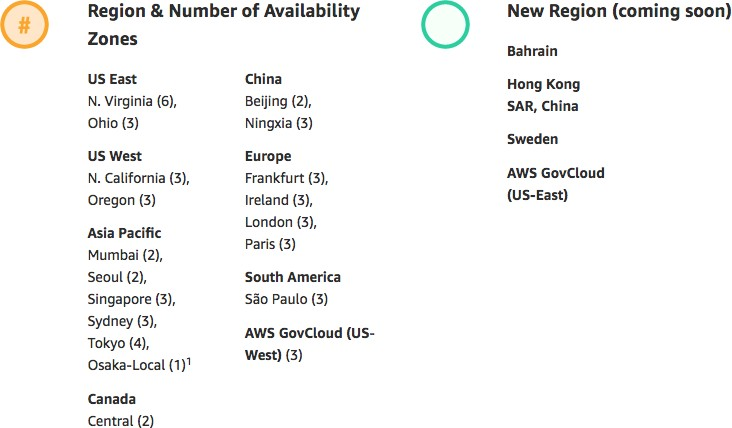 #
Region & Number of Availability
Zones
US East
N. Virginia (6),
Ohio (3)
US West
N. California (3),
Oregon (3)
Asia Pacific
Mumbai (2),
Seoul (2),
Singapore (3),
Sydney (3),
Tokyo (4),
Osaka-Local (1)¹
Canada
Central (2)
China
Beijing (2),
Ningxia (3)
Europe
Frankfurt (3),
Ireland (3),
London (3),
Paris (3)
South America
São Paulo (3)
AWS GovCloud (US-
West) (3)
New Region (coming soon)
Bahrain
Hong Kong
SAR, China
Sweden
AWS GovCloud
(US-East)